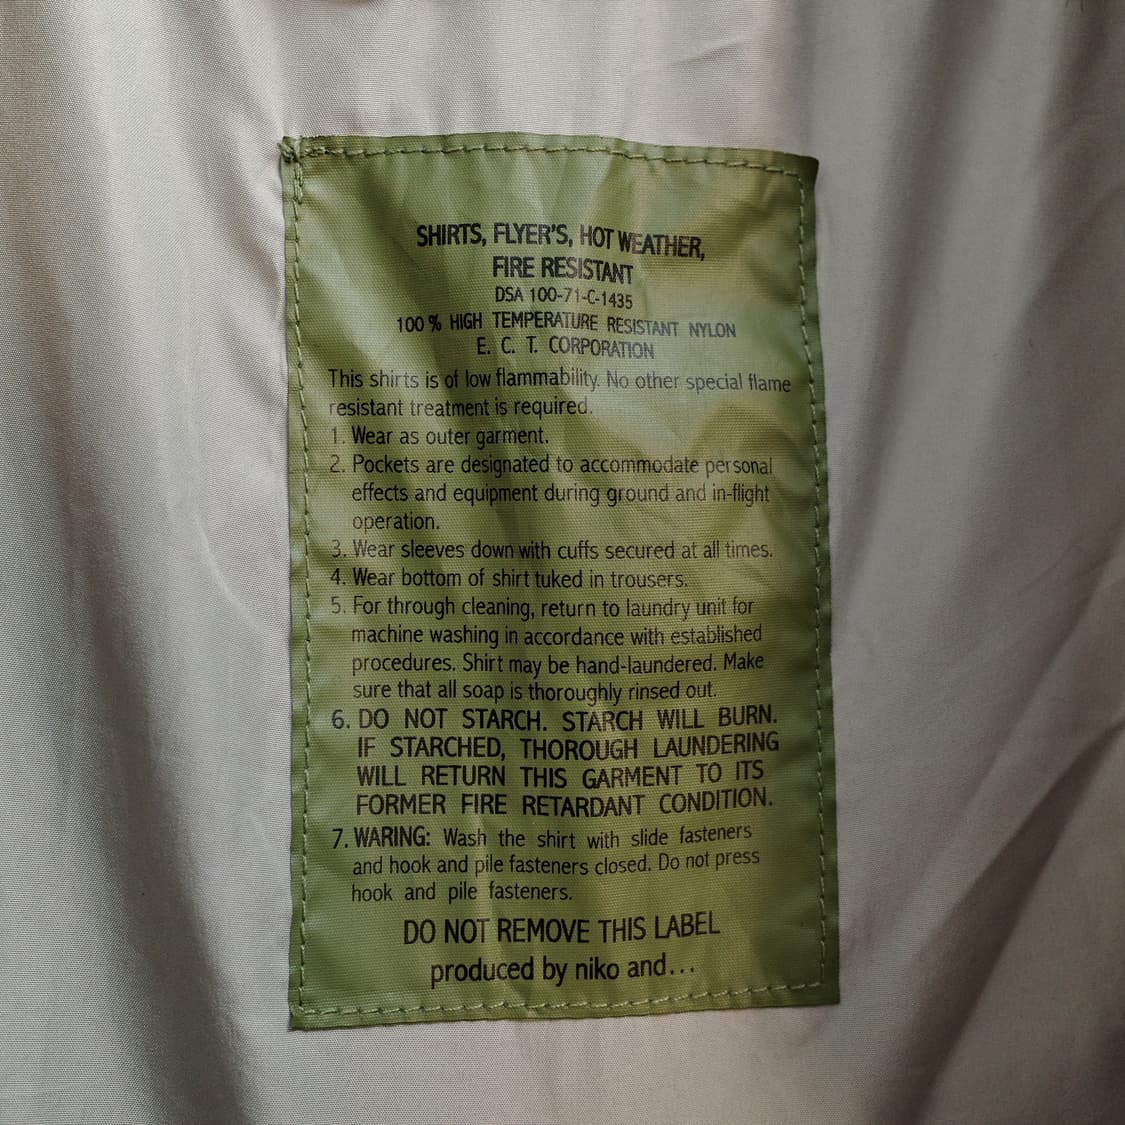 SHIRTS, FLYER'S, HOT WEATHER,
FIRE RESISTANT
DSA 100-71-C-1435
100 % HIGH TEMPERATURE RESISTANT NYLON
E. C. T. CORPORATION
This shirts is of low flammability. No other special flame
resistant treatment is required.
1. Wear as outer garment.
2. Pockets are designated to accommodate personal
effects and equipment during ground and in-flight
operation.
3. Wear sleeves down with cuffs secured at all times.
4. Wear bottom of shirt tuked in trousers.
5. For through cleaning, return to laundry unit for
machine washing in accordance with established
procedures. Shirt may be hand-laundered. Make
sure that all soap is thoroughly rinsed out.
6. DO NOT STARCH. STARCH WILL BURN.
IF STARCHED, THOROUGH LAUNDERING
WILL RETURN THIS GARMENT TO ITS
FORMER FIRE RETARDANT CONDITION.
7. WARING: Wash the shirt with slide fasteners
and hook and pile fasteners closed. Do not press
hook and pile fasteners.
DO NOT REMOVE THIS LABEL
produced by niko and...